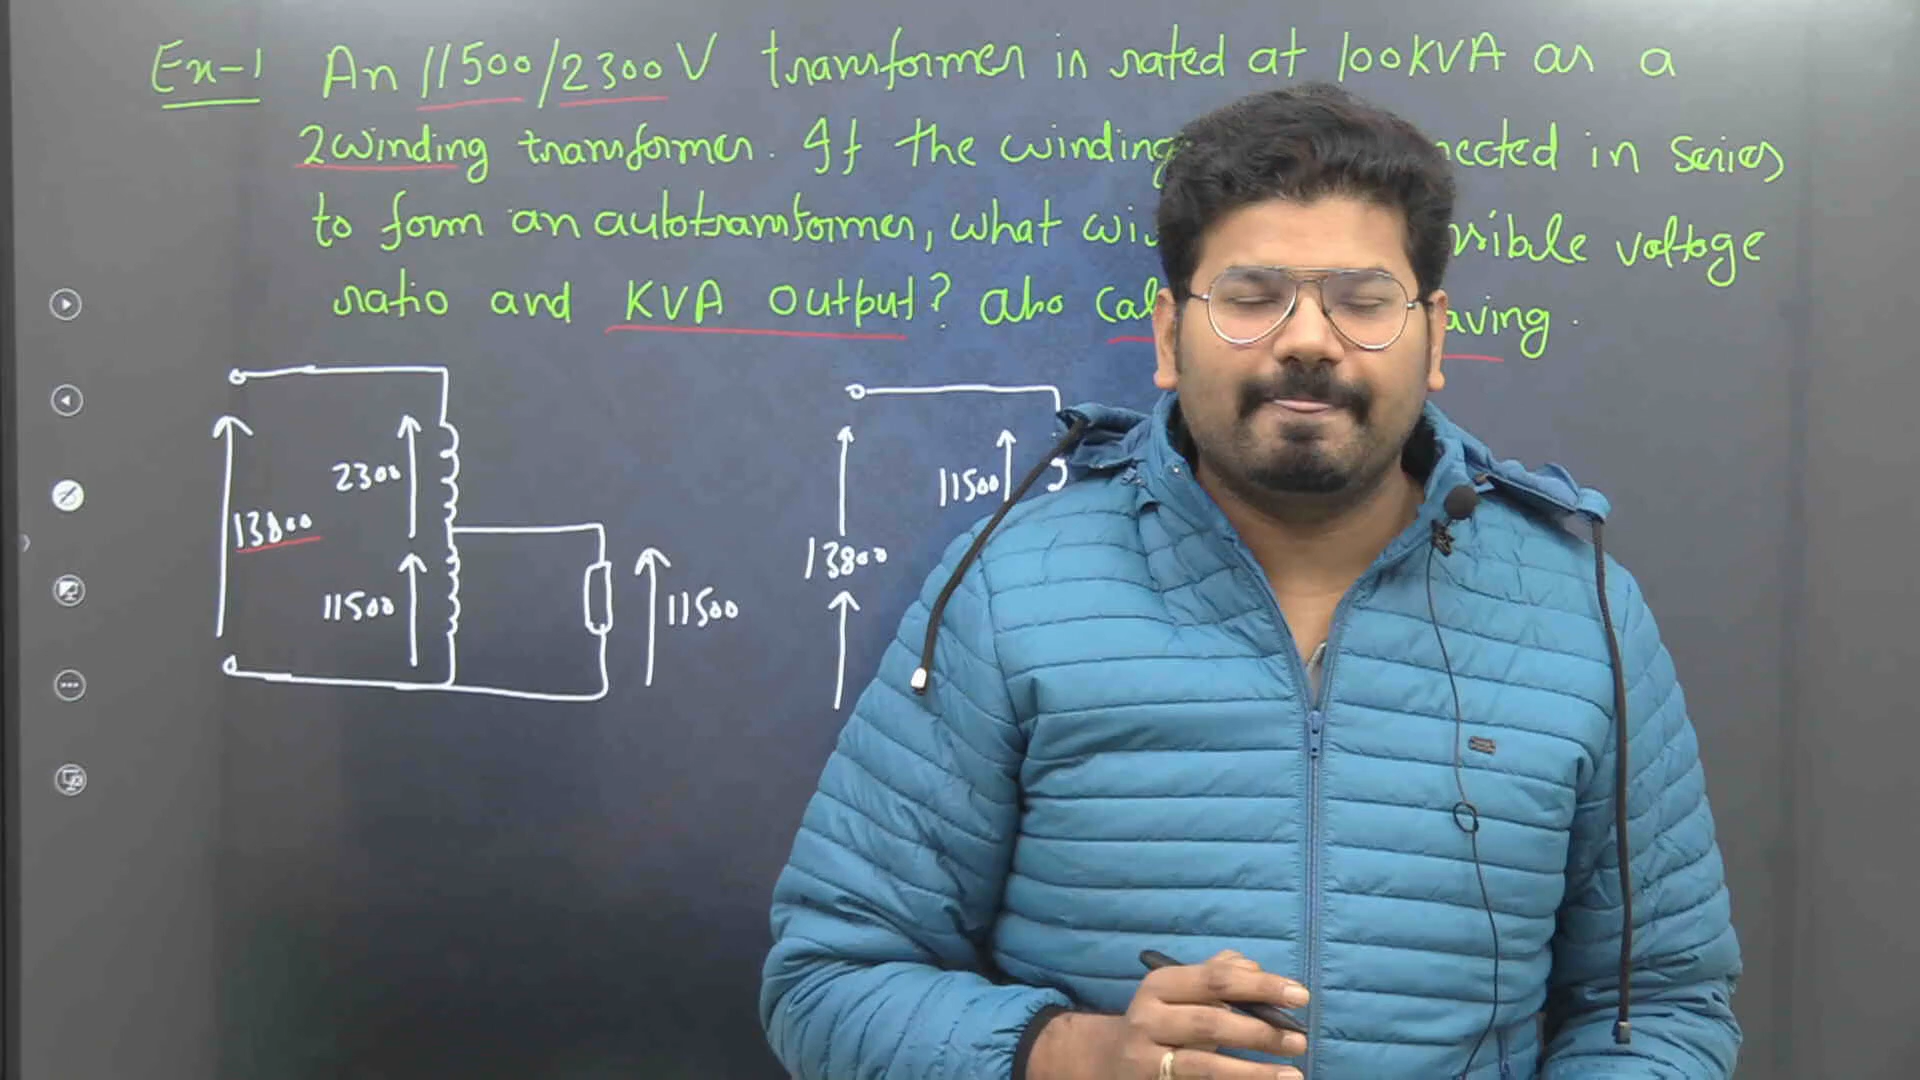 Ex-1 An 11500/2300 V transformer is rated at 100KVA as a
2winding transformer. If the winding nected in series
to form an autotransformer, what wi ssible voltage
ratio and KVA output? also cal aving.
2300
13800
11500
11500
11500
13800